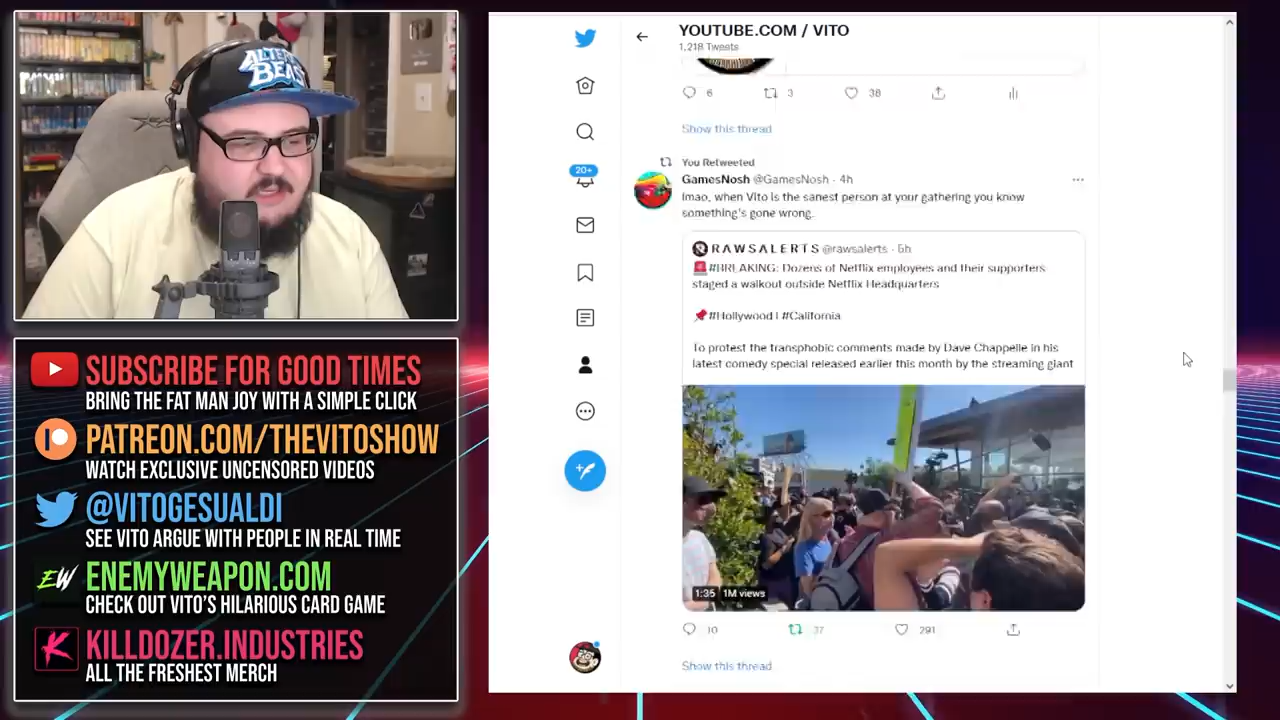 ALTERED
BEAST
SUBSCRIBE FOR GOOD TIMES
BRING THE FAT MAN JOY WITH A SIMPLE CLICK
PATREON.COM/THEVITOSHOW
WATCH EXCLUSIVE UNCENSORED VIDEOS
@VITOGESUALDI
SEE VITO ARGUE WITH PEOPLE IN REAL TIME
EW
ENEMYWEAPON.COM
CHECK OUT VITO'S HILARIOUS CARD GAME
K
KILLDOZER.INDUSTRIES
ALL THE FRESHEST MERCH
20+
YOUTUBE.COM / VITO
1,218 Tweets
6 3 38
Show this thread
You Retweeted
GamesNosh @GamesNosh · 4h
lmao, when Vito is the sanest person at your gathering you know
something's gone wrong.
RAWSALERTS @rawsalerts · 5h
🚨#BREAKING: Dozens of Netflix employees and their supporters
staged a walkout outside Netflix Headquarters
📌#Hollywood l #California
To protest the transphobic comments made by Dave Chappelle in his
latest comedy special released earlier this month by the streaming giant
1:35 1M views
10 37 291
Show this thread